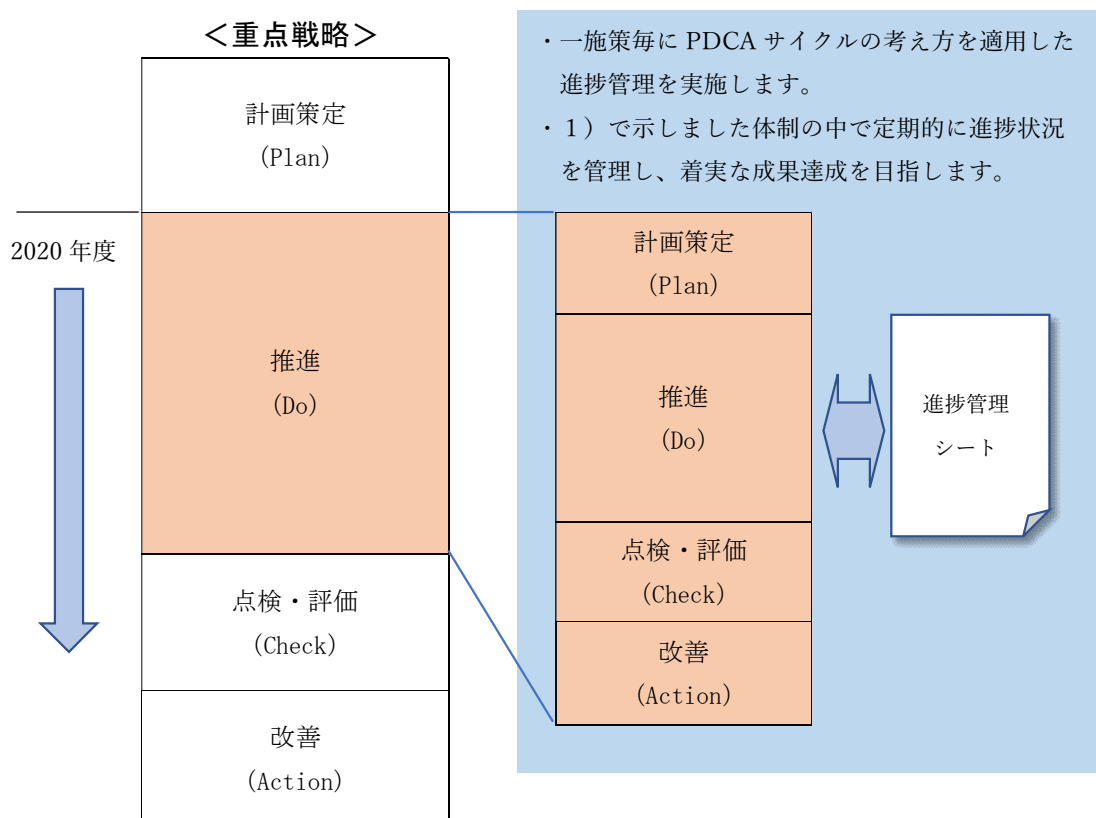 ＜重点戦略＞
計画策定
(Plan)
2020 年度
推進
(Do)
点検・評価
(Check)
改善
(Action)
・一施策毎に PDCA サイクルの考え方を適用した
進捗管理を実施します。
・１）で示しました体制の中で定期的に進捗状況
を管理し、着実な成果達成を目指します。
計画策定
(Plan)
推進
(Do)
点検・評価
(Check)
改善
(Action)
進捗管理
シート